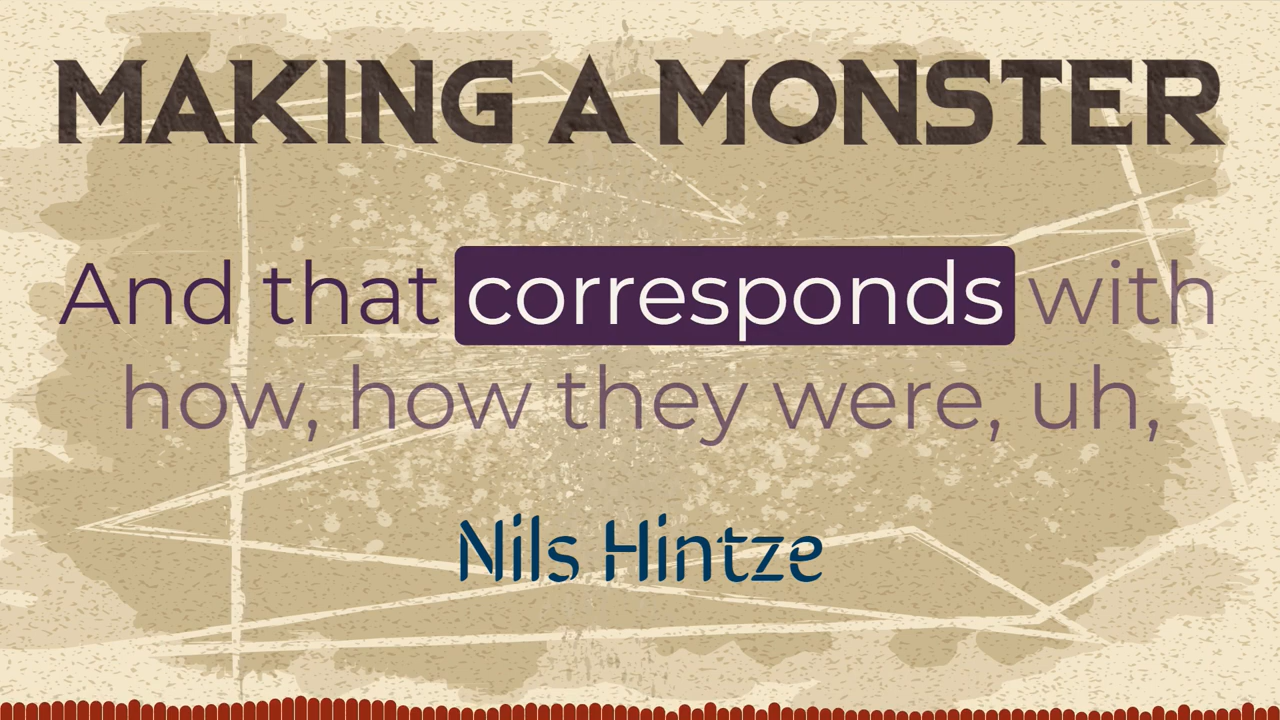 MAKING A MONSTER
And that corresponds with
how, how they were, uh,
Nils Hintze